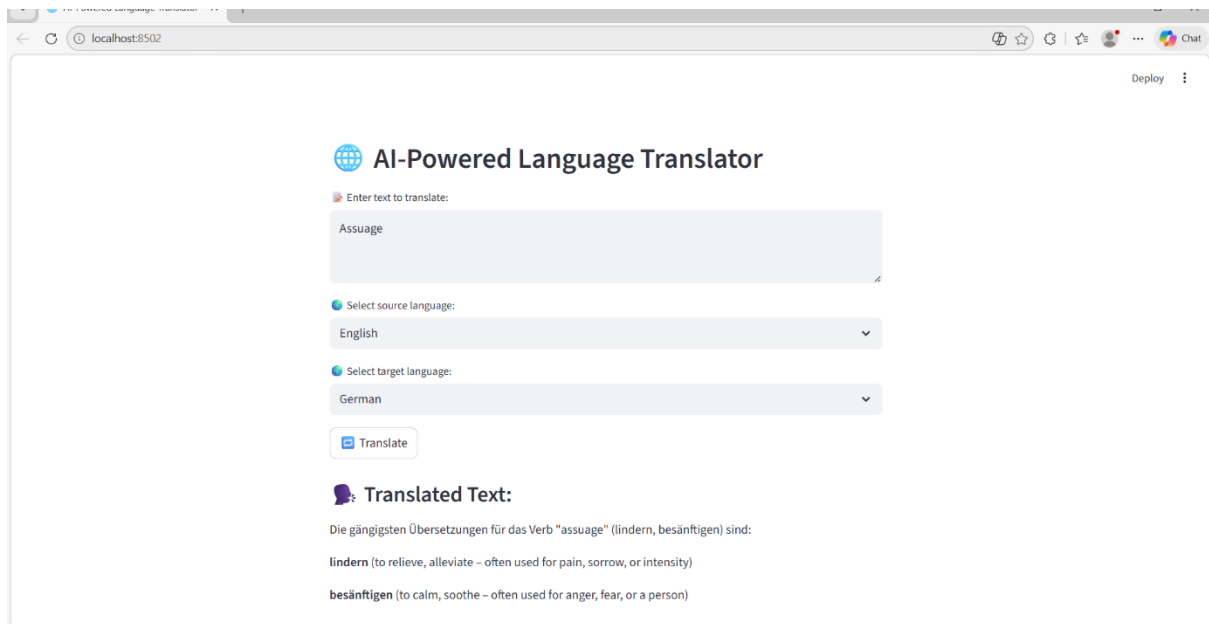 localhost:8502
Chat
Deploy
AI-Powered Language Translator
Enter text to translate:
Assuage
Select source language:
English
Select target language:
German
Translate
Translated Text:
Die gängigsten Übersetzungen für das Verb "assuage" (lindern, besänftigen) sind:
lindern (to relieve, alleviate – often used for pain, sorrow, or intensity)
besänftigen (to calm, soothe – often used for anger, fear, or a person)